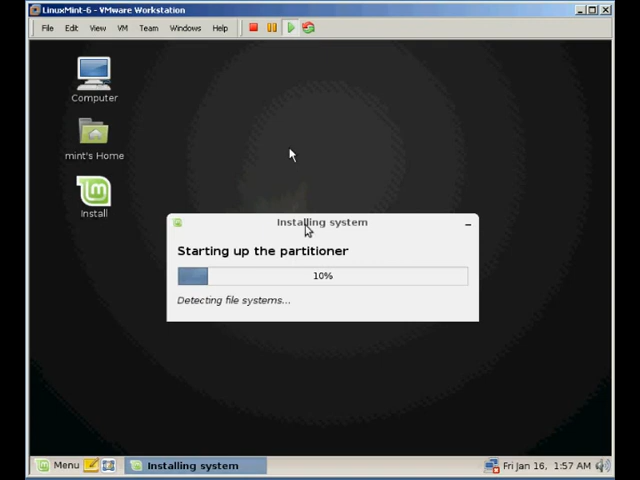 LinuxMint-6 - VMware Workstation
File Edit View VM Team Windows Help
Computer
mint's Home
Install
Installing system
Starting up the partitioner
10%
Detecting file systems...
Menu Installing system Fri Jan 16, 1:57 AM